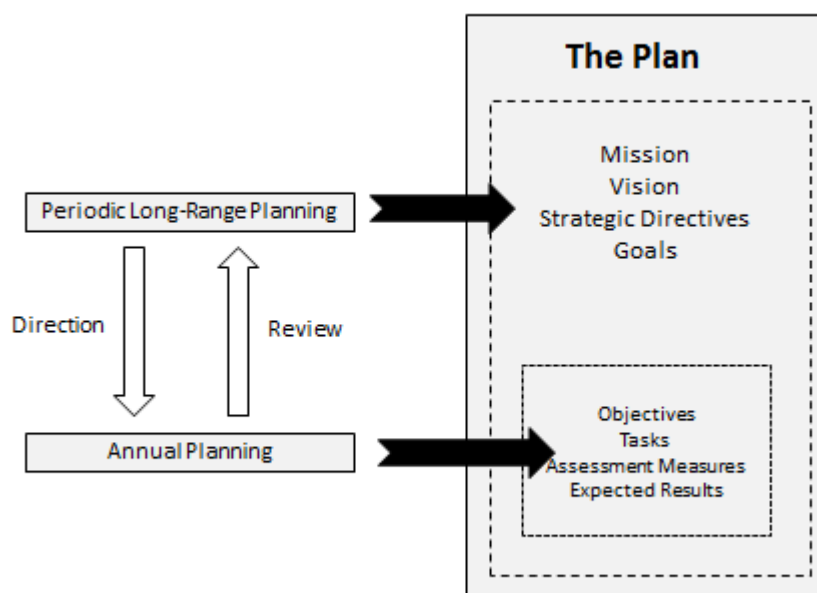 The Plan
Mission
Vision
Strategic Directives
Goals
Periodic Long-Range Planning
Direction
Review
Annual Planning
Objectives
Tasks
Assessment Measures
Expected Results